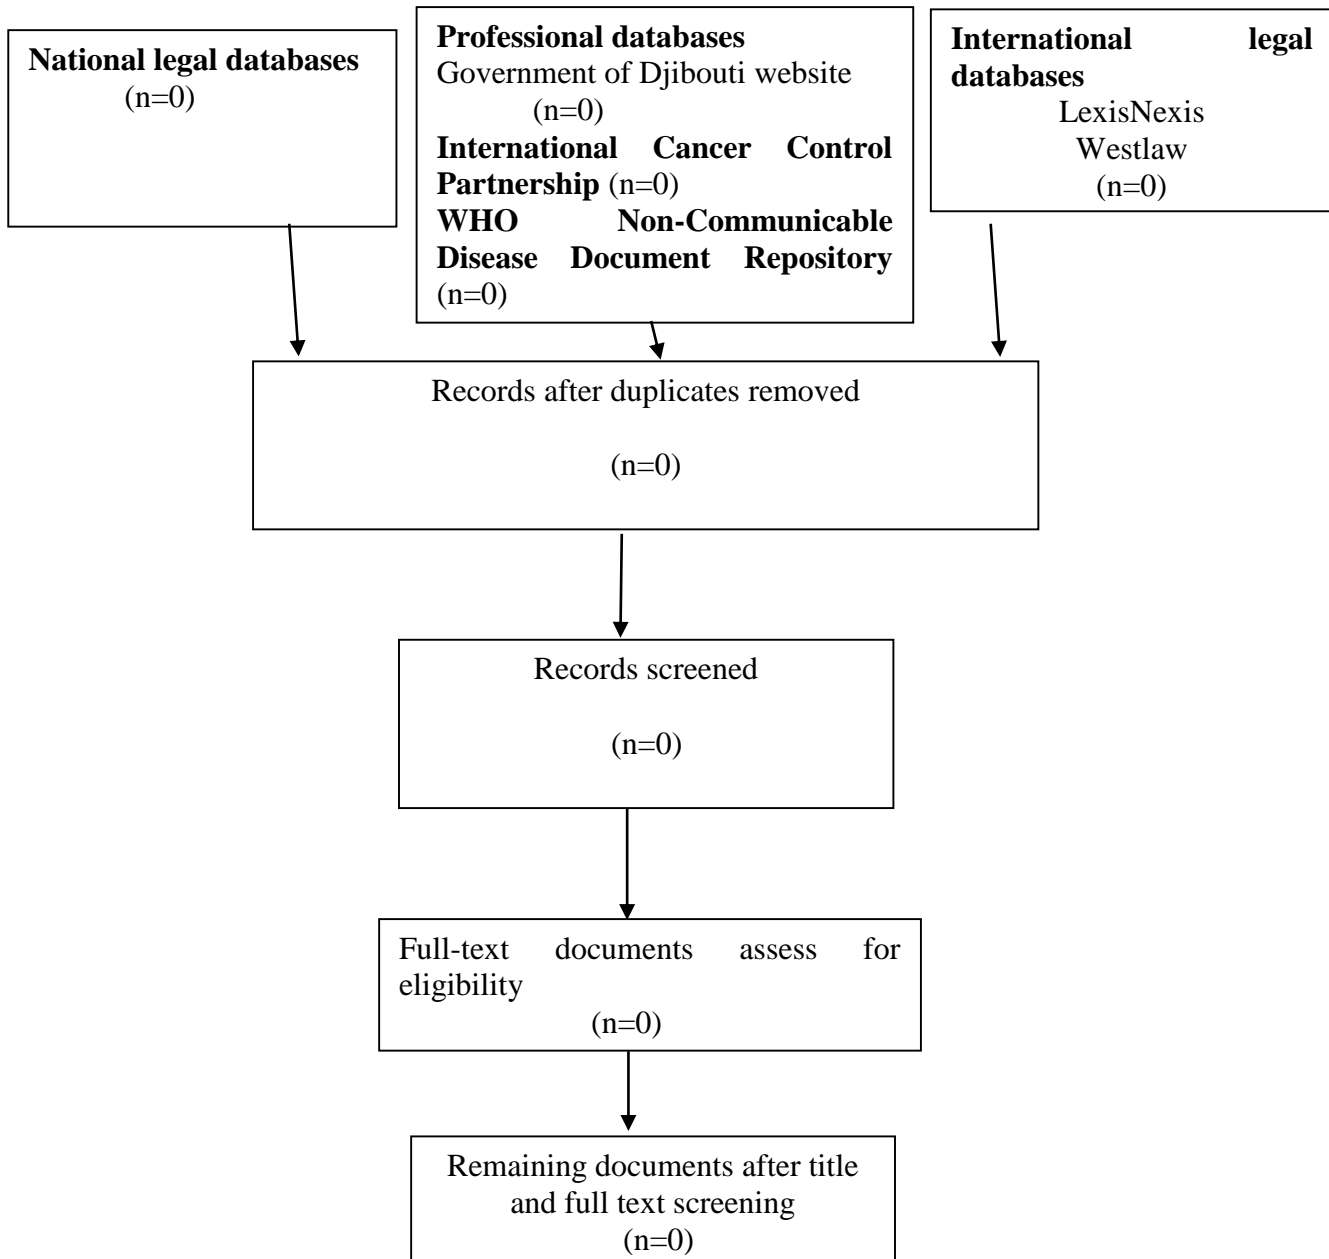 National legal databases
(n=0)
Professional databases
Government of Djibouti website
(n=0)
International Cancer Control
Partnership (n=0)
WHO Non-Communicable
Disease Document Repository
(n=0)
International legal
databases
LexisNexis
Westlaw
(n=0)
Records after duplicates removed
(n=0)
Records screened
(n=0)
Full-text documents assess for
eligibility
(n=0)
Remaining documents after title
and full text screening
(n=0)